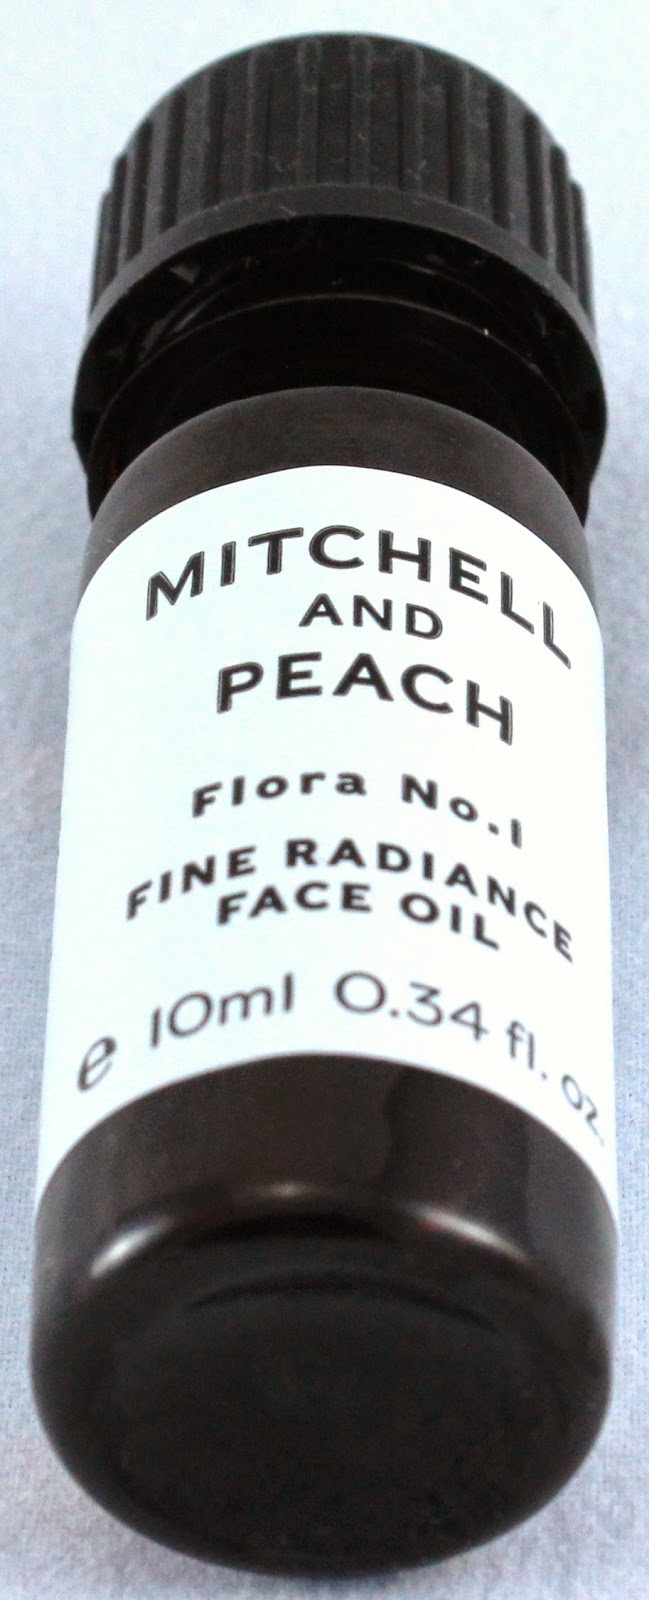 MITCHELL
AND
PEACH
Flora No.1
FINE RADIANCE
FACE OIL
℮ 10ml 0.34 fl. oz.